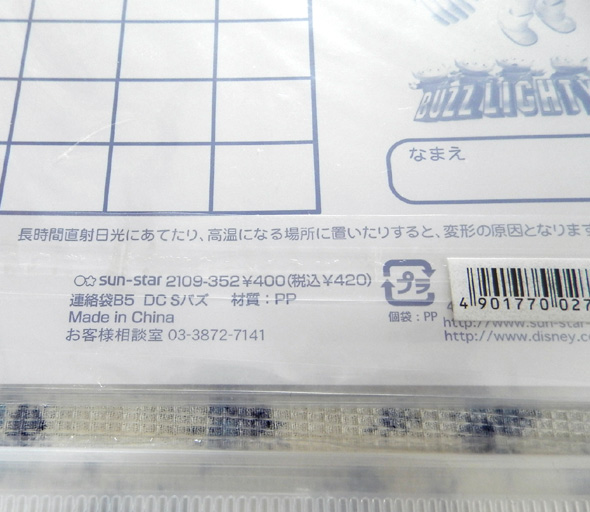 BUZZ LIGHTY
なまえ
長時間直射日光にあてたり、高温になる場所に置いたりすると、変形の原因となります
sun-star 2109-352 ¥400(税込¥420)
連絡袋B5 DC Sバズ 材質：PP
Made in China
お客様相談室 03-3872-7141
プラ
個袋：PP
4 901770 027
http://www.sun-star
http://www.disney.co